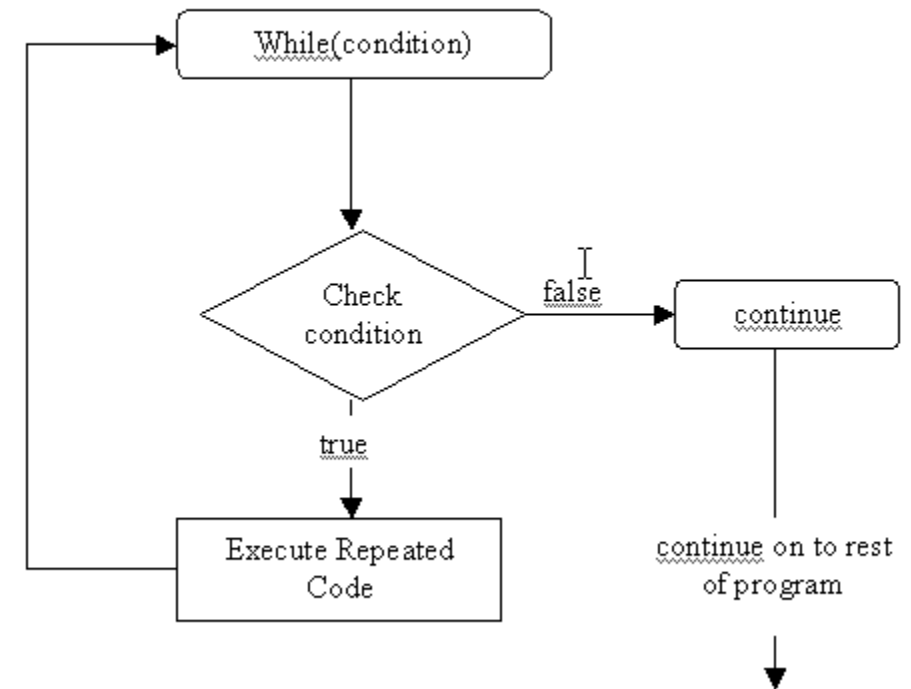 While(condition)
Check
condition
false
continue
true
Execute Repeated
Code
continue on to rest
of program